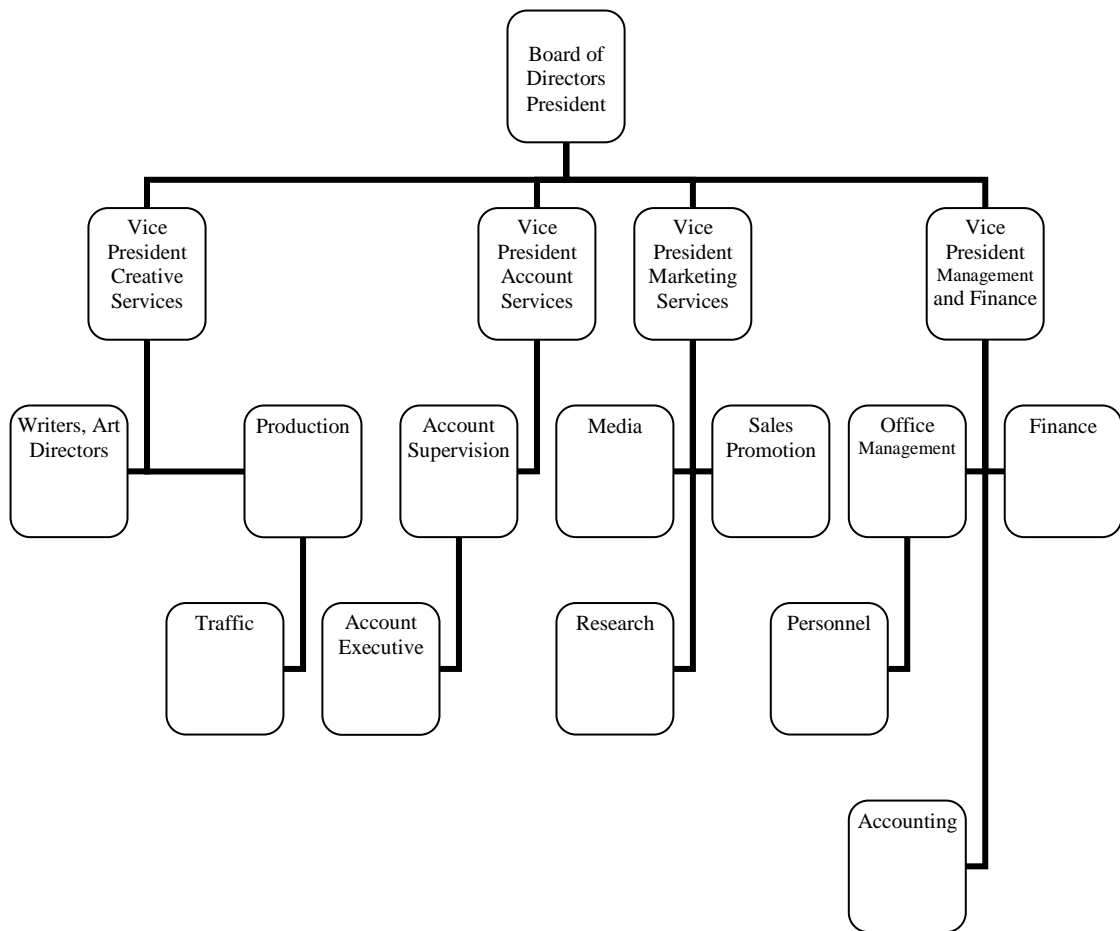 Board of
Directors
President
Vice
President
Creative
Services
Vice
President
Account
Services
Vice
President
Marketing
Services
Vice
President
Management
and Finance
Writers, Art
Directors
Production
Account
Supervision
Media
Sales
Promotion
Office
Management
Finance
Traffic
Account
Executive
Research
Personnel
Accounting